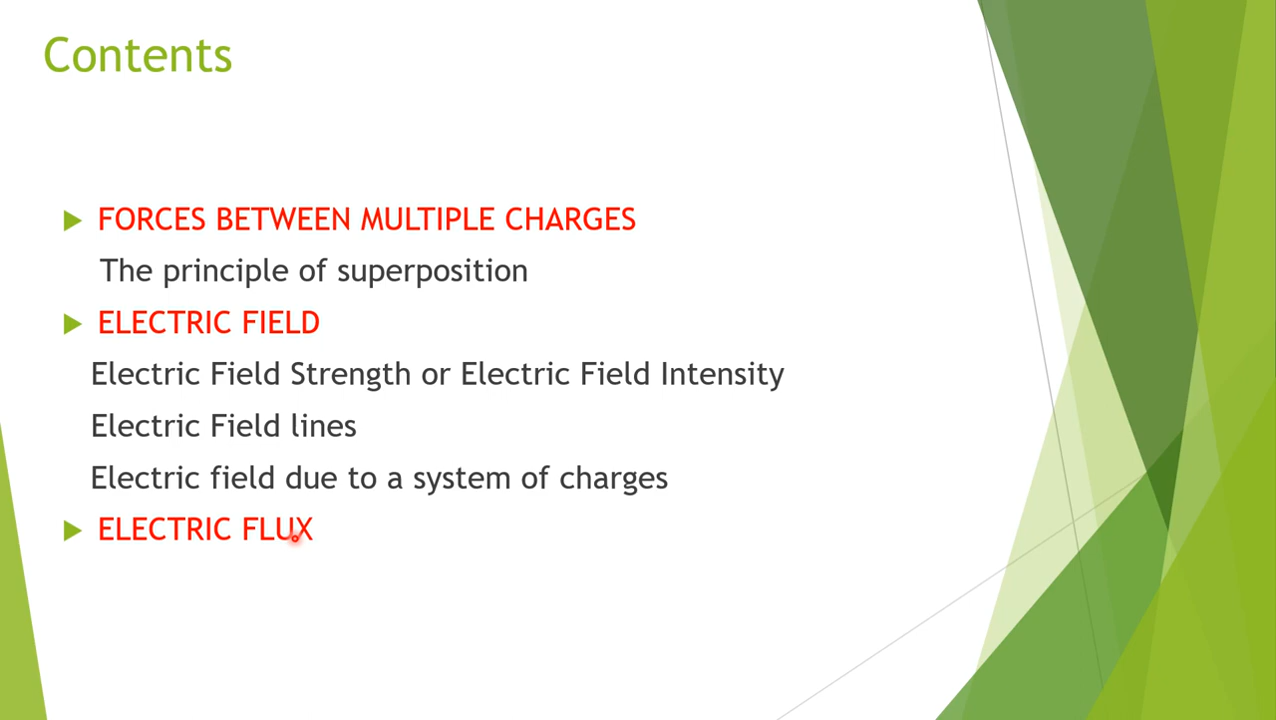 Contents
FORCES BETWEEN MULTIPLE CHARGES
The principle of superposition
ELECTRIC FIELD
Electric Field Strength or Electric Field Intensity
Electric Field lines
Electric field due to a system of charges
ELECTRIC FLUX